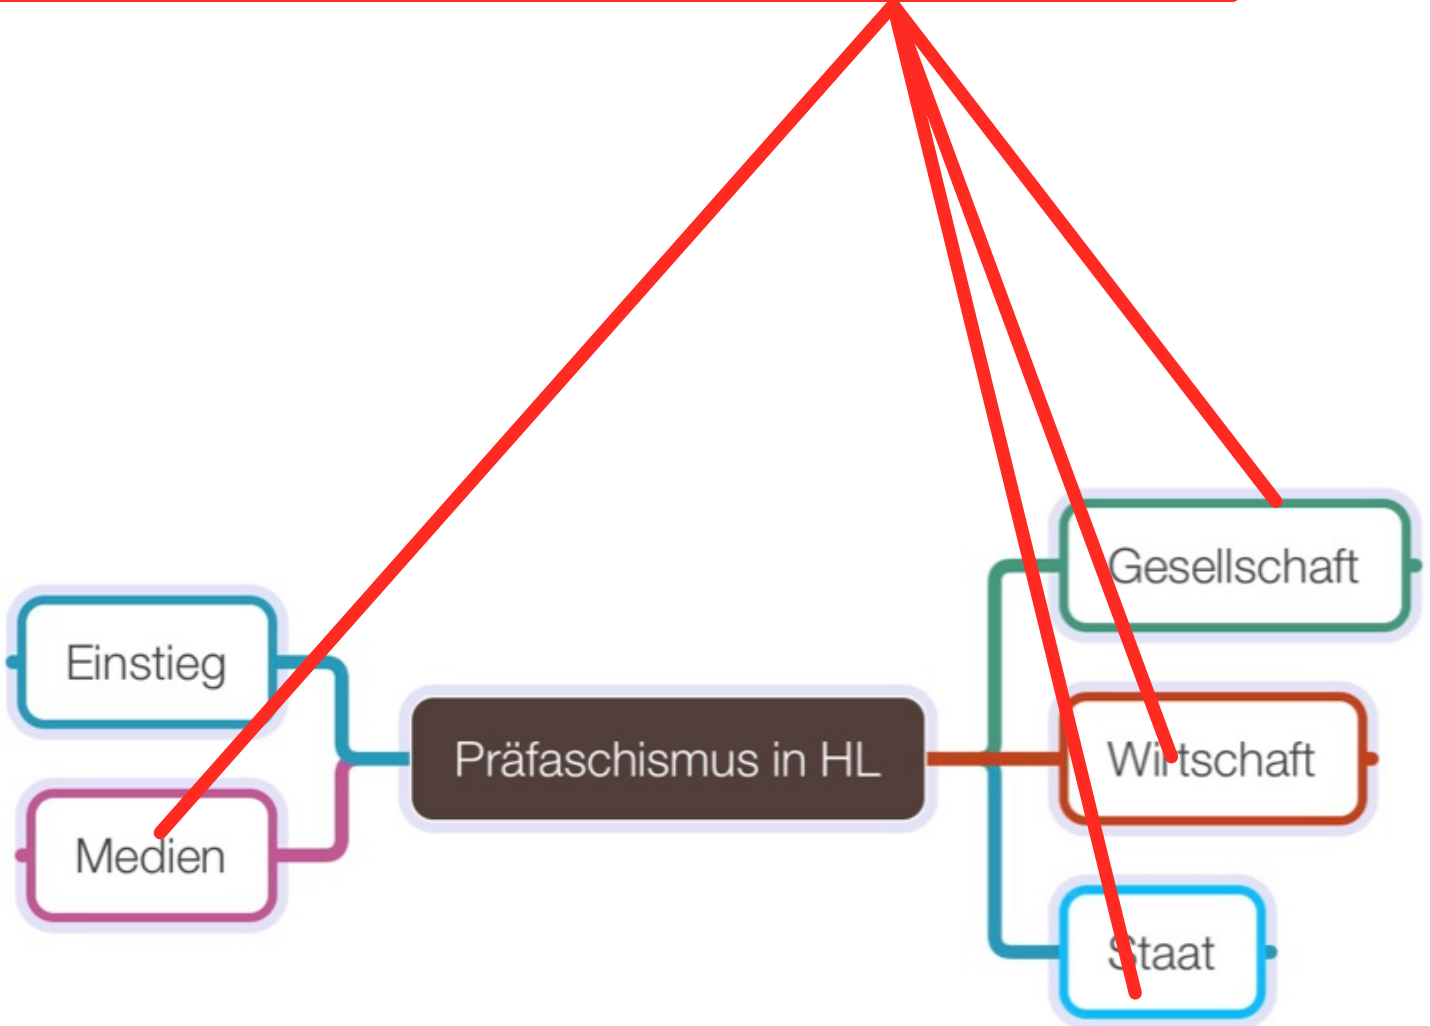 Einstieg
Medien
Präfaschismus in HL
Gesellschaft
Wirtschaft
Staat